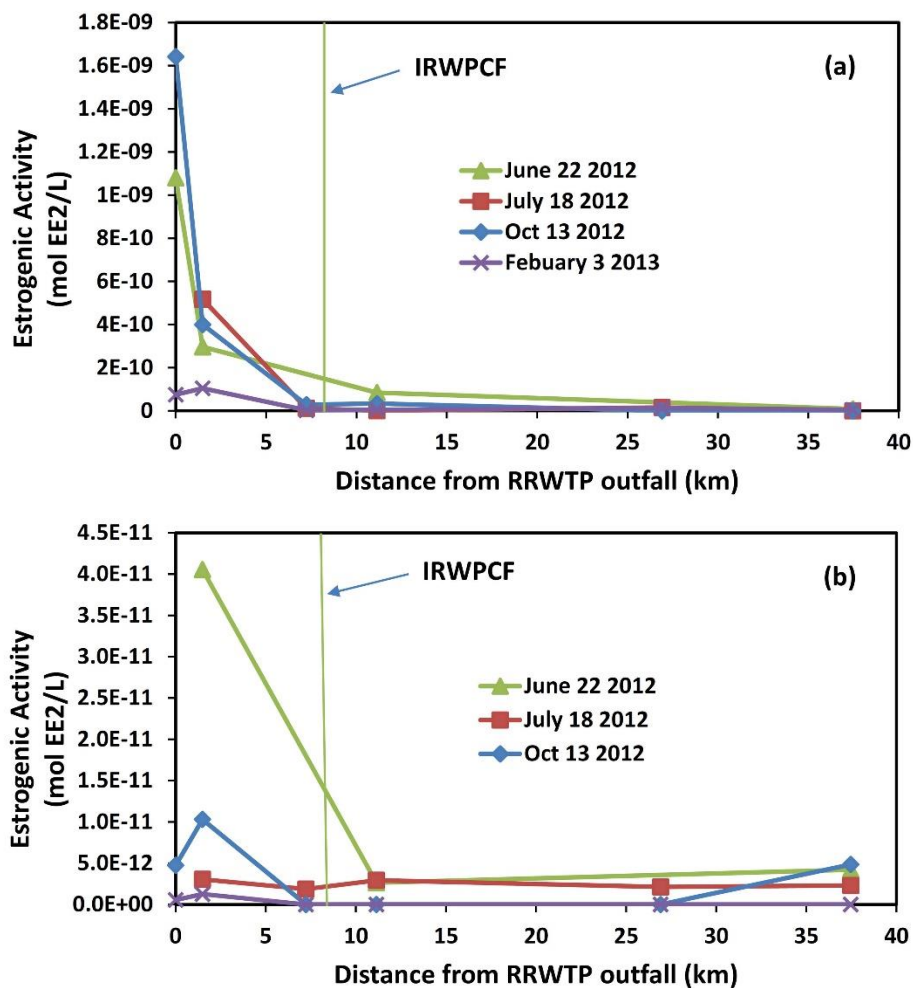 1.8E-09
1.6E-09
1.4E-09
1.2E-09
1E-09
8E-10
6E-10
4E-10
2E-10
0
Estrogenic Activity
(mol EE2/L)
IRWPCF
(a)
June 22 2012
July 18 2012
Oct 13 2012
Febuary 3 2013
0 5 10 15 20 25 30 35 40
Distance from RRWTP outfall (km)
4.5E-11
4.0E-11
3.5E-11
3.0E-11
2.5E-11
2.0E-11
1.5E-11
1.0E-11
5.0E-12
0.0E+00
Estrogenic Activity
(mol EE2/L)
IRWPCF
(b)
June 22 2012
July 18 2012
Oct 13 2012
0 5 10 15 20 25 30 35 40
Distance from RRWTP outfall (km)